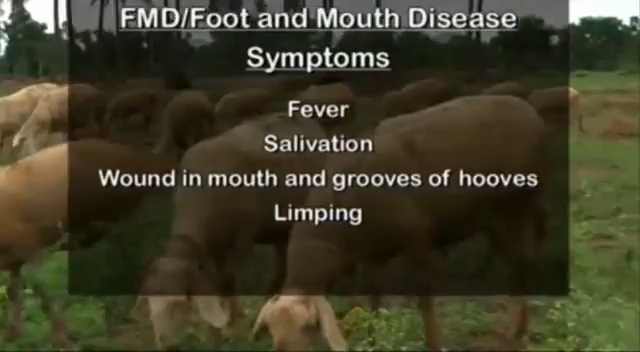 FMD/Foot and Mouth Disease
Symptoms
Fever
Salivation
Wound in mouth and grooves of hooves
Limping